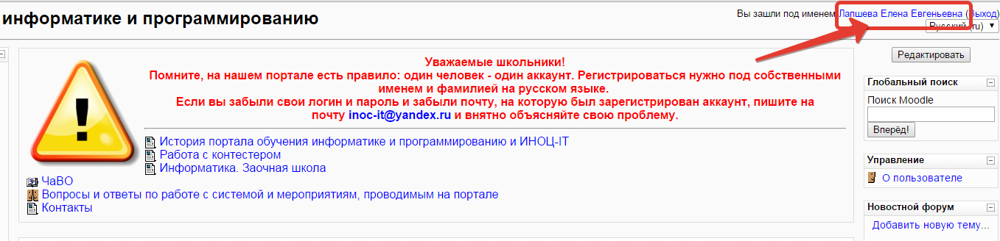 информатике и программированию
Вы зашли под именем Лапшева Елена Евгеньевна (Выход)
Русский (ru)
Уважаемые школьники!
Помните, на нашем портале есть правило: один человек - один аккаунт. Регистрироваться нужно под собственными
именем и фамилией на русском языке.
Если вы забыли свои логин и пароль и забыли почту, на которую был зарегистрирован аккаунт, пишите на
почту inoc-it@yandex.ru и внятно объясняйте свою проблему.
История портала обучения информатике и программированию и ИНОЦ-IT
Работа с контестером
Информатика. Заочная школа
ЧаВО
Вопросы и ответы по работе с системой и мероприятиям, проводимым на портале
Контакты
Редактировать
Глобальный поиск
Поиск Moodle
Вперёд!
Управление
О пользователе
Новостной форум
Добавить новую тему...